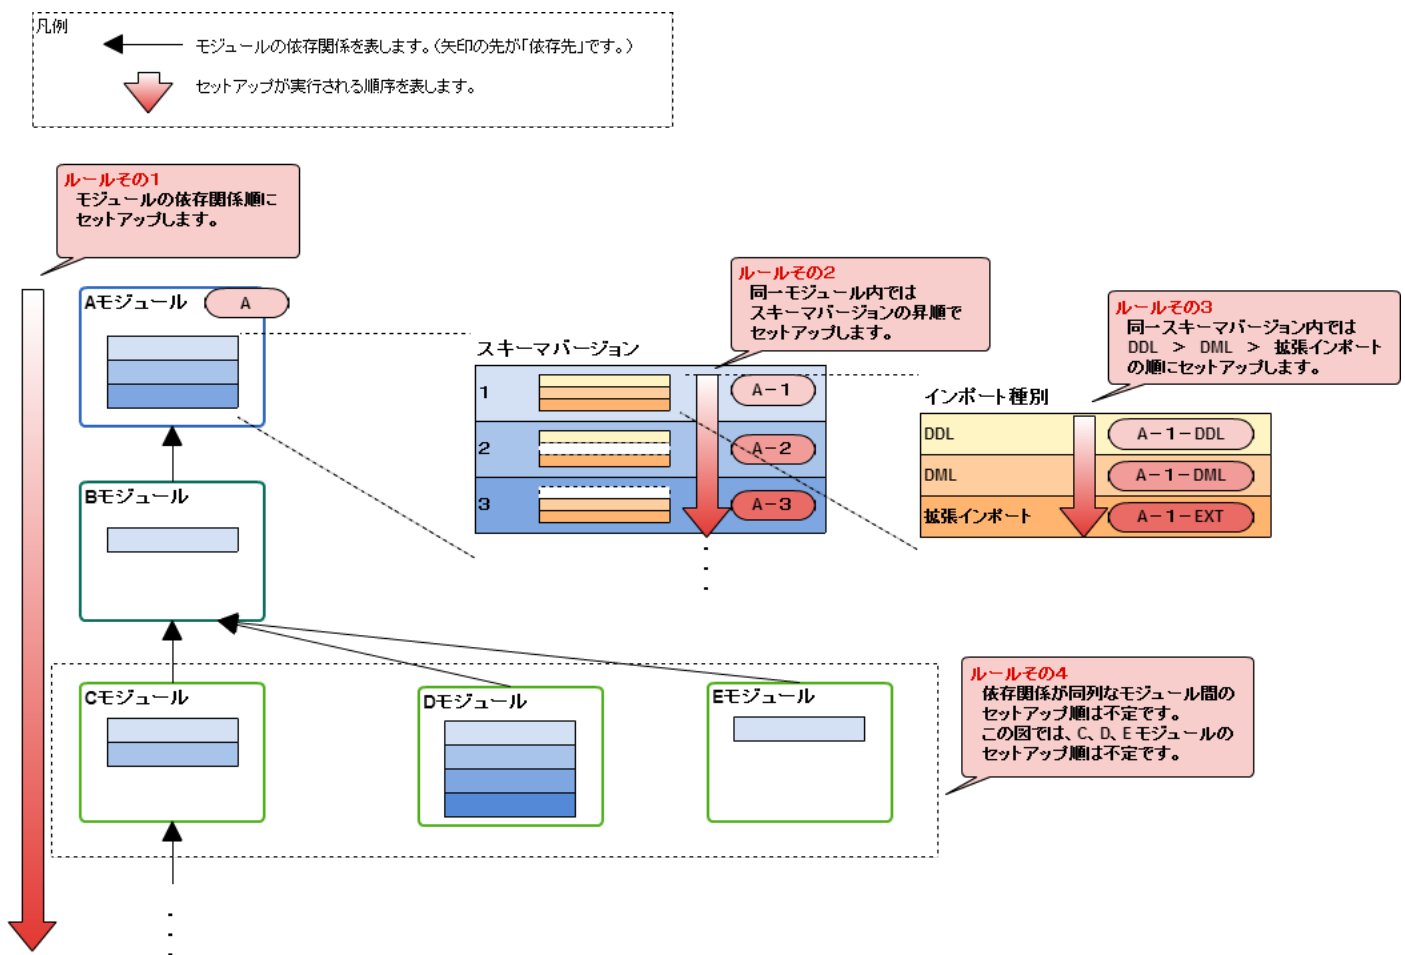 凡例
モジュールの依存関係を表します。(矢印の先が「依存先」です。)
セットアップが実行される順序を表します。
ルールその1
モジュールの依存関係順に
セットアップします。
Aモジュール
A
ルールその2
同一モジュール内では
スキーマバージョンの昇順で
セットアップします。
スキーマバージョン
1
A-1
2
A-2
3
A-3
ルールその3
同一スキーマバージョン内では
DDL > DML > 拡張インポート
の順にセットアップします。
インポート種別
DDL
A-1-DDL
DML
A-1-DML
拡張インポート
A-1-EXT
Bモジュール
Cモジュール
Dモジュール
Eモジュール
ルールその4
依存関係が同列なモジュール間の
セットアップ順は不定です。
この図では、C、D、Eモジュールの
セットアップ順は不定です。